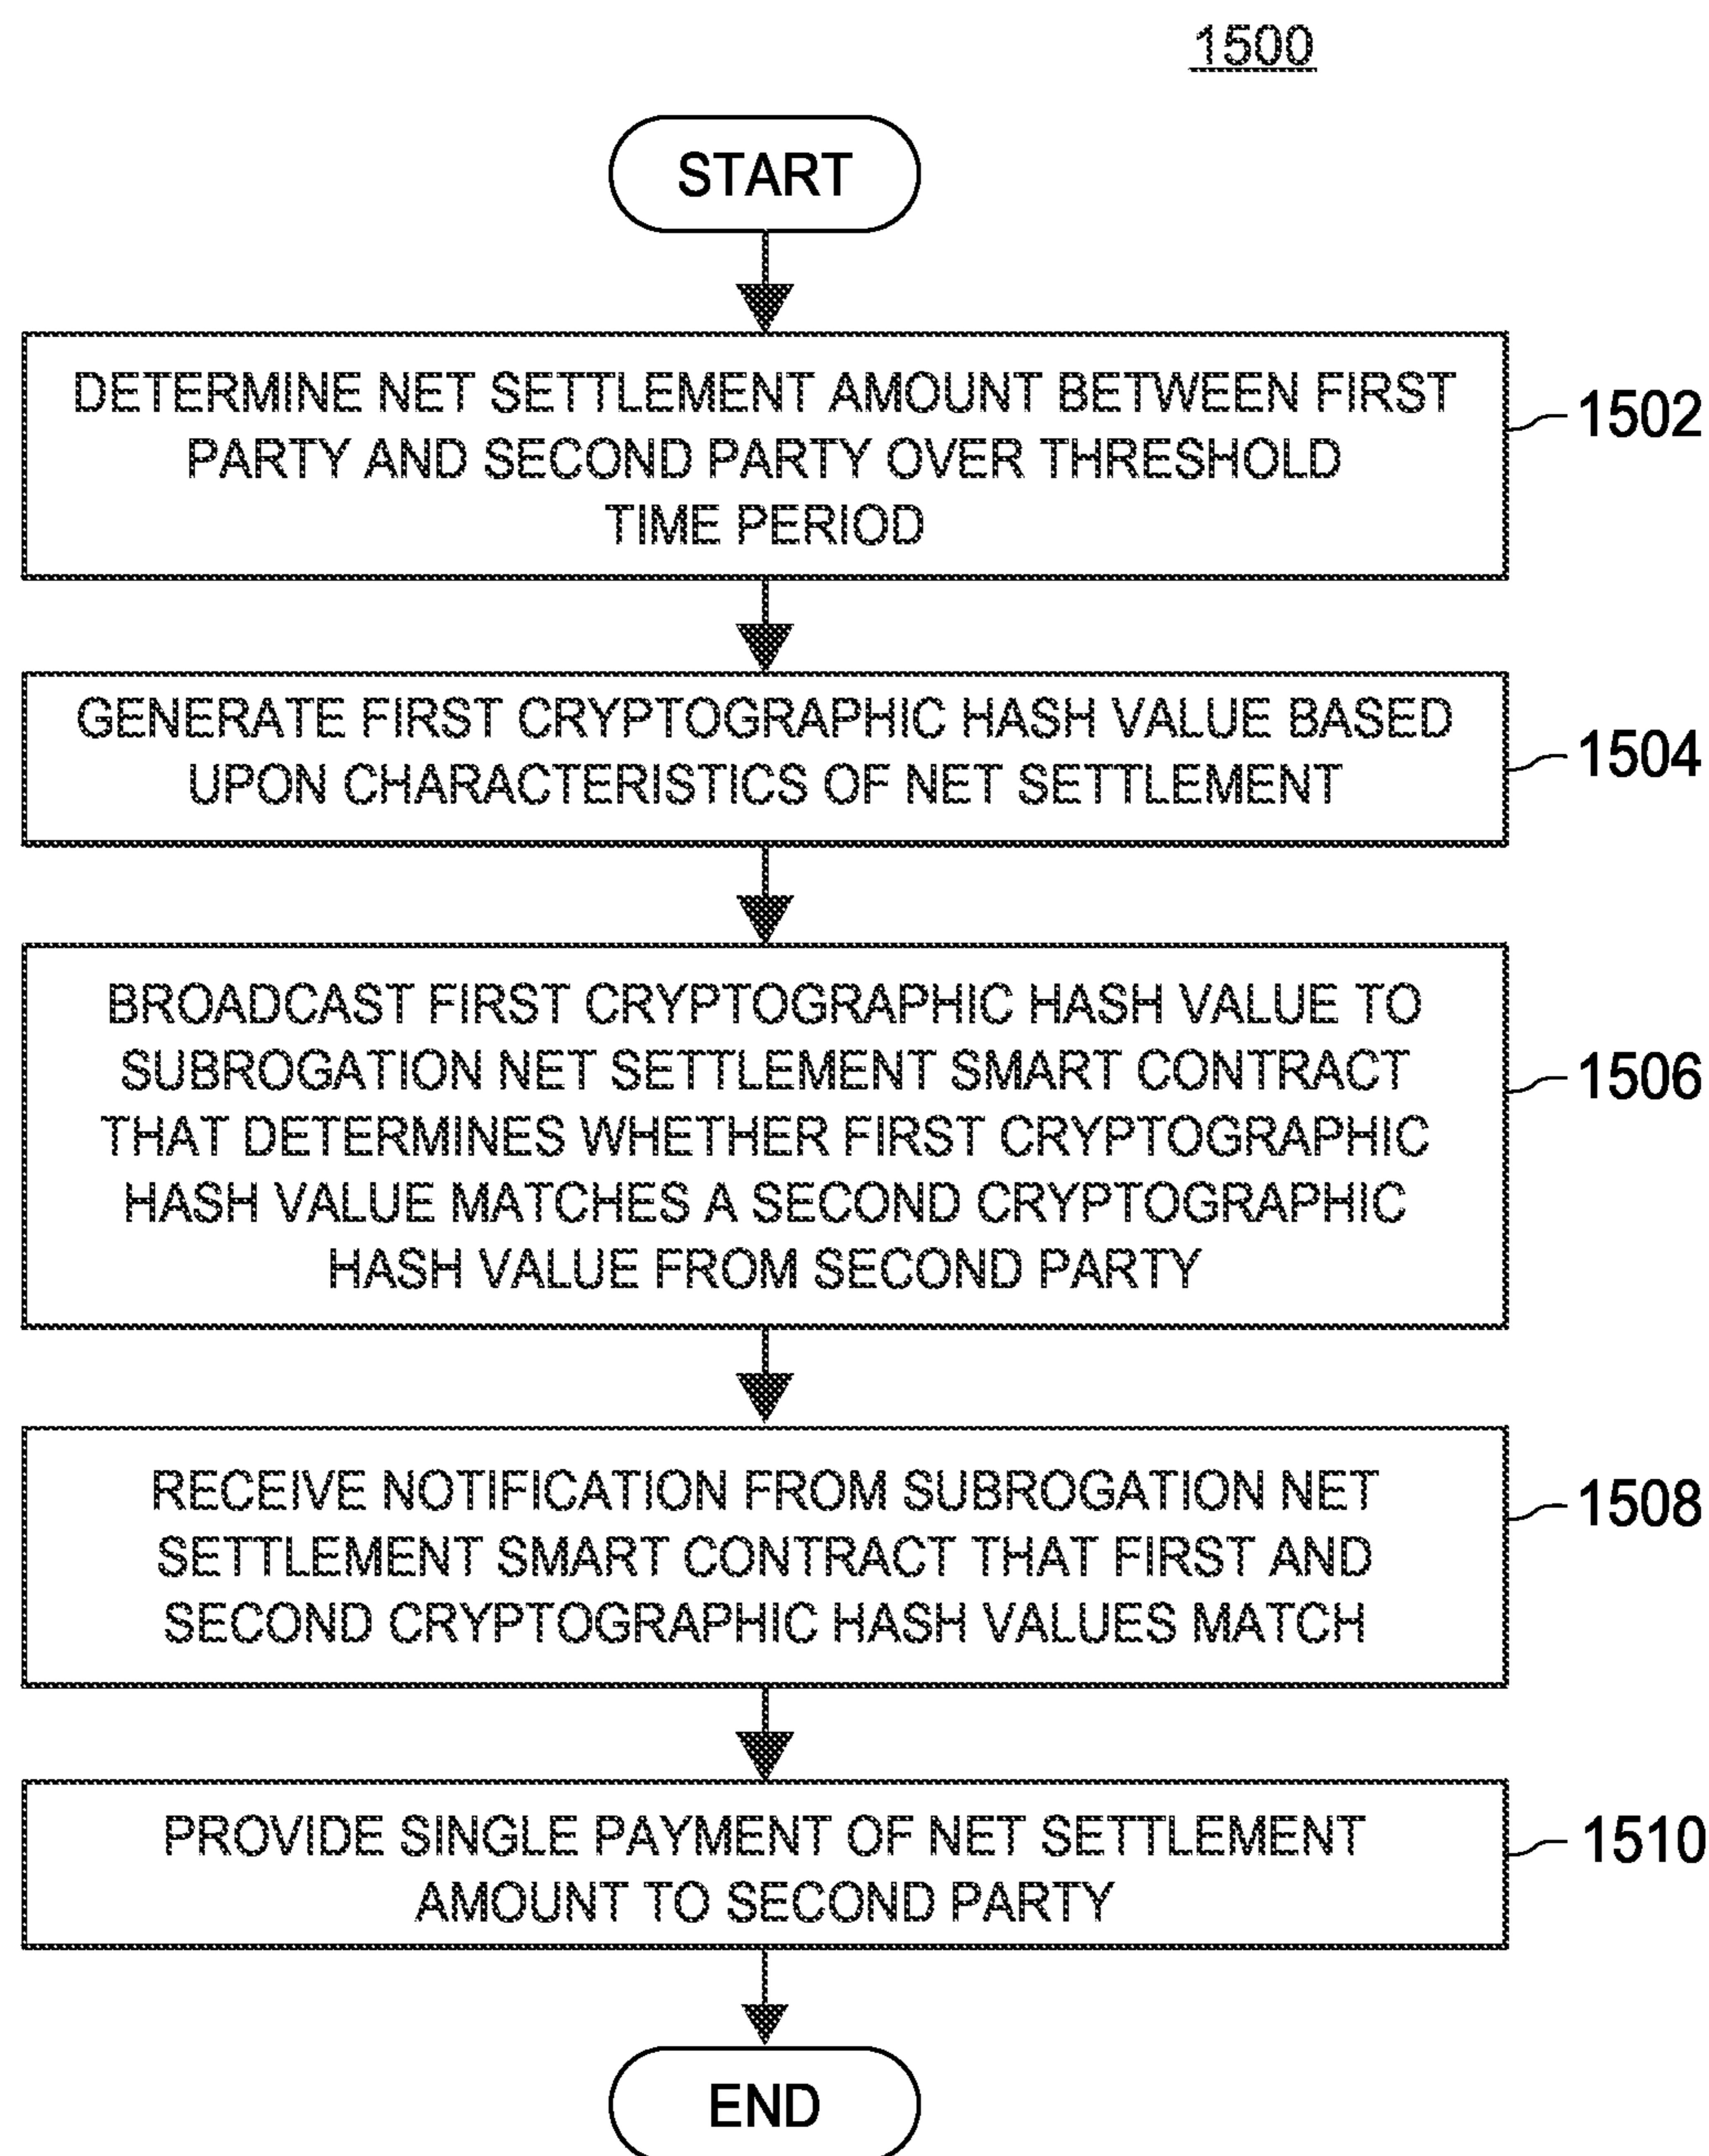 1500
START
DETERMINE NET SETTLEMENT AMOUNT BETWEEN FIRST
PARTY AND SECOND PARTY OVER THRESHOLD
TIME PERIOD
1502
GENERATE FIRST CRYPTOGRAPHIC HASH VALUE BASED
UPON CHARACTERISTICS OF NET SETTLEMENT
1504
BROADCAST FIRST CRYPTOGRAPHIC HASH VALUE TO
SUBROGATION NET SETTLEMENT SMART CONTRACT
THAT DETERMINES WHETHER FIRST CRYPTOGRAPHIC
HASH VALUE MATCHES A SECOND CRYPTOGRAPHIC
HASH VALUE FROM SECOND PARTY
1506
RECEIVE NOTIFICATION FROM SUBROGATION NET
SETTLEMENT SMART CONTRACT THAT FIRST AND
SECOND CRYPTOGRAPHIC HASH VALUES MATCH
1508
PROVIDE SINGLE PAYMENT OF NET SETTLEMENT
AMOUNT TO SECOND PARTY
1510
END